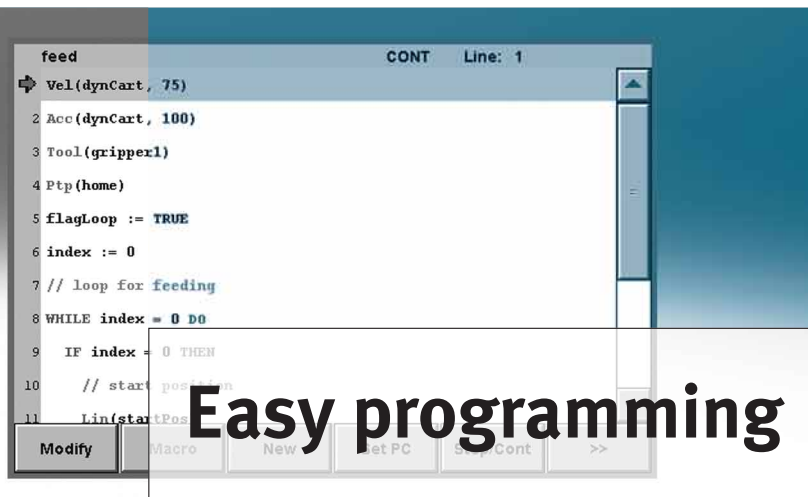 feed CONT Line: 1
Vel(dynCart, 75)
2 Acc(dynCart, 100)
3 Tool(gripper1)
4 Ptp(home)
5 flagLoop := TRUE
6 index := 0
7 // loop for feeding
8 WHILE index = 0 DO
9 IF index = 0 THEN
10 // start position
11 Lin(startPos
Easy programming
Modify Macro New Set PC Step/Cont >>